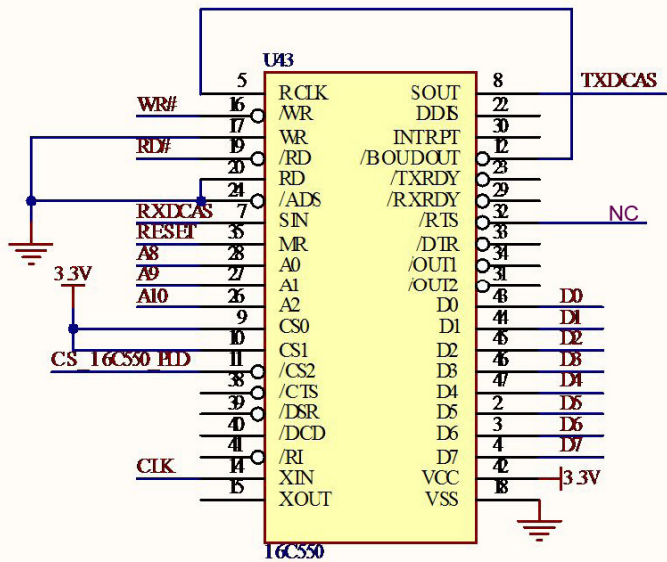 U43
5 RCLK SOUT 8 TXDCAS
WR# 16 /WR DDIS 22
17 WR INTRPT 30
RD# 19 /RD /BOUDOUT 12
20 RD /TXRDY 23
24 /ADS /RXRDY 29
RXDCAS 7 SIN /RTS 32 NC
RESET 35 MR /DTR 33
A8 28 A0 /OUT1 34
A9 27 A1 /OUT2 31
A10 26 A2 D0 43 D0
3.3V 9 CS0 D1 44 D1
10 CS1 D2 45 D2
CS_16C550_PLD 11 /CS2 D3 46 D3
38 /CTS D4 47 D4
39 /DSR D5 2 D5
40 /DCD D6 3 D6
41 /RI D7 4 D7
CLK 14 XIN VCC 42 3.3V
15 XOUT VSS 18
16C550